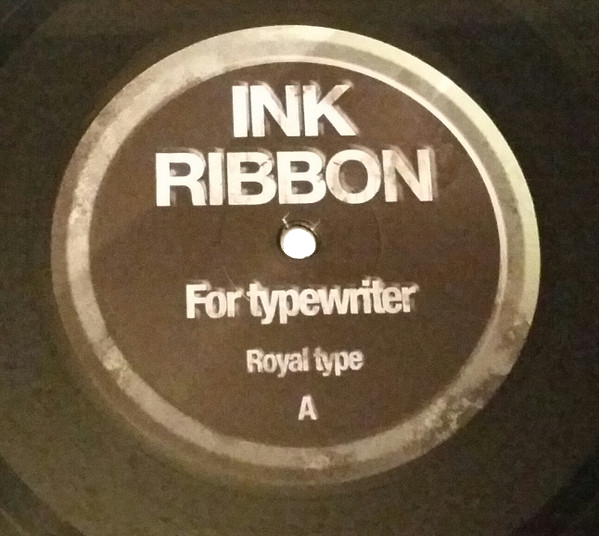 INK
RIBBON
For typewriter
Royal type
A